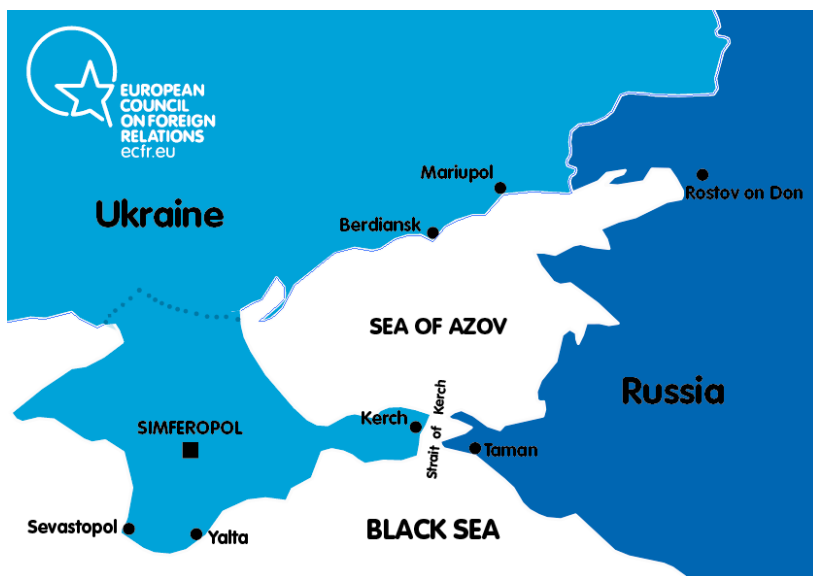 EUROPEAN
COUNCIL
ON FOREIGN
RELATIONS
ecfr.eu
Mariupol
Rostov on Don
Ukraine
Berdiansk
SEA OF AZOV
Russia
Strait of Kerch
Kerch
SIMFEROPOL
Taman
Sevastopol
Yalta
BLACK SEA